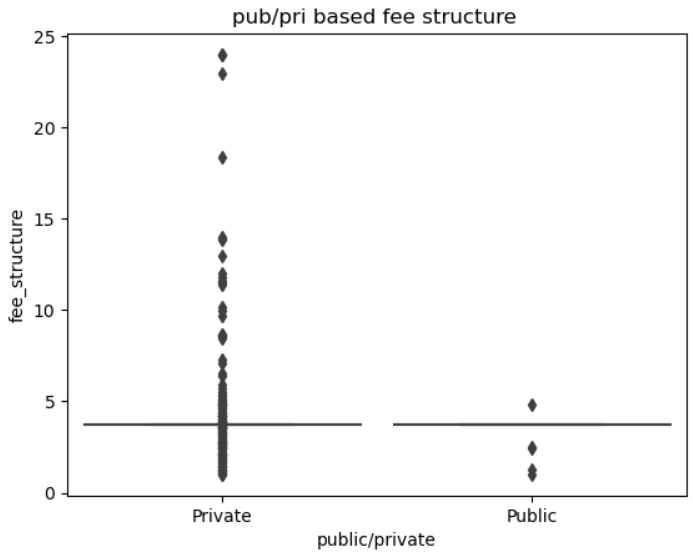 pub/pri based fee structure
25
20
15
10
5
0
fee_structure
Private
Public
public/private